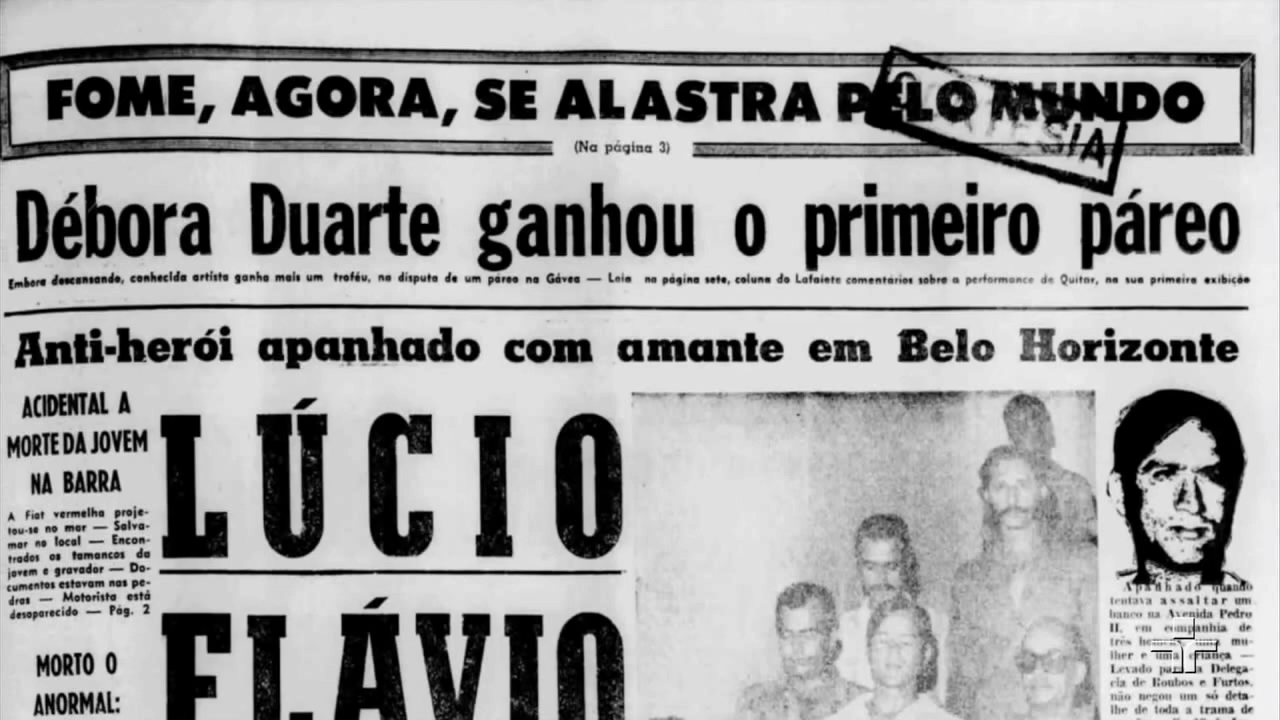 FOME, AGORA, SE ALASTRA PELO MUNDO
(Na página 3)
Débora Duarte ganhou o primeiro páreo
Embora descansando, conhecida artista ganha mais um troféu, na disputa de um páreo na Gávea — Leia na página sete, coluna do Lafaiete comentários sobre a performance de Quitor, na sua primeira exibição
Anti-herói apanhado com amante em Belo Horizonte
ACIDENTAL A
MORTE DA JOVEM
NA BARRA
A Fiat vermelha proje-
tou-se no mar — Salva-
mar no local — Encon-
trados os tamancos da
jovem e gravador — Do-
cumentos estavam nas pe-
dras — Motorista está
desaparecido — Pág. 2
MORTO O
ANORMAL:
LÚCIO
FLÁVIO
Apanhado quando
tentava assaltar um
banco na Avenida Pedro
II, em companhia de
três homens, uma mu-
lher e uma criança —
Levado para a Delega-
cia de Roubos e Furtos,
não negou um só deta-
lhe de toda a trama de